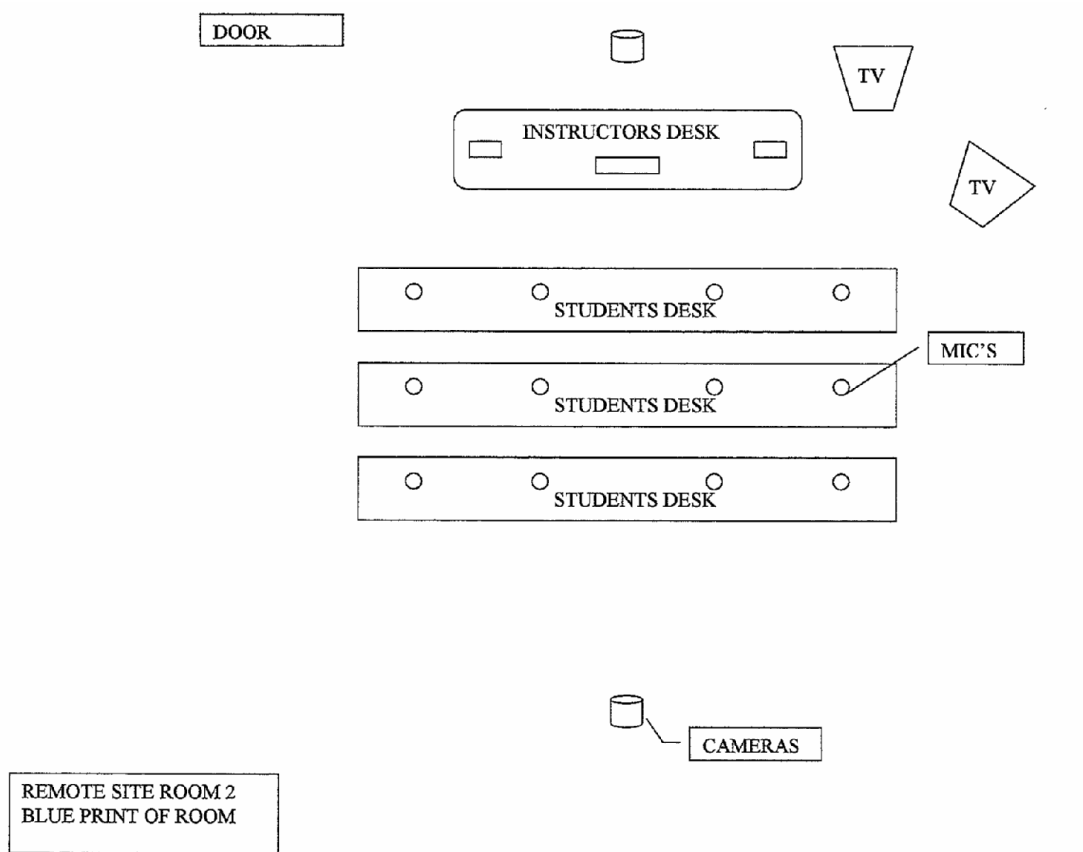 DOOR
TV
INSTRUCTORS DESK
TV
STUDENTS DESK
MIC'S
STUDENTS DESK
STUDENTS DESK
CAMERAS
REMOTE SITE ROOM 2
BLUE PRINT OF ROOM